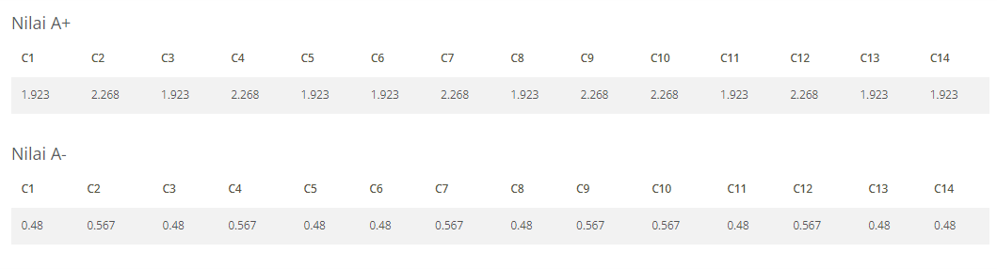 Nilai A+
C1 C2 C3 C4 C5 C6 C7 C8 C9 C10 C11 C12 C13 C14
1.923 2.268 1.923 2.268 1.923 1.923 2.268 1.923 2.268 2.268 1.923 2.268 1.923 1.923
Nilai A-
C1 C2 C3 C4 C5 C6 C7 C8 C9 C10 C11 C12 C13 C14
0.48 0.567 0.48 0.567 0.48 0.48 0.567 0.48 0.567 0.567 0.48 0.567 0.48 0.48